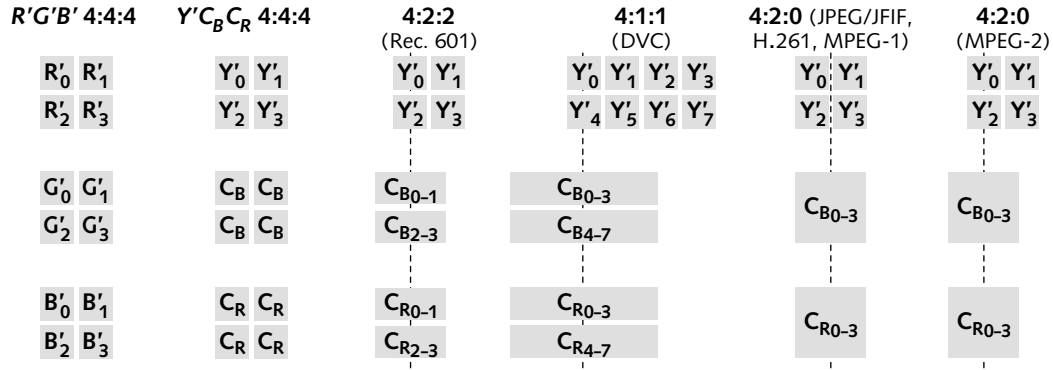 R'G'B' 4:4:4 Y'CBCR 4:4:4 4:2:2 4:1:1 4:2:0 (JPEG/JFIF, 4:2:0
(Rec. 601) (DVC) H.261, MPEG-1) (MPEG-2)
R'0 R'1 Y'0 Y'1 Y'0 Y'1 Y'0 Y'1 Y'2 Y'3 Y'0 Y'1 Y'0 Y'1
R'2 R'3 Y'2 Y'3 Y'2 Y'3 Y'4 Y'5 Y'6 Y'7 Y'2 Y'3 Y'2 Y'3
G'0 G'1 CB CB CB0–1 CB0–3
G'2 G'3 CB CB CB2–3 CB4–7 CB0–3 CB0–3
B'0 B'1 CR CR CR0–1 CR0–3
B'2 B'3 CR CR CR2–3 CR4–7 CR0–3 CR0–3